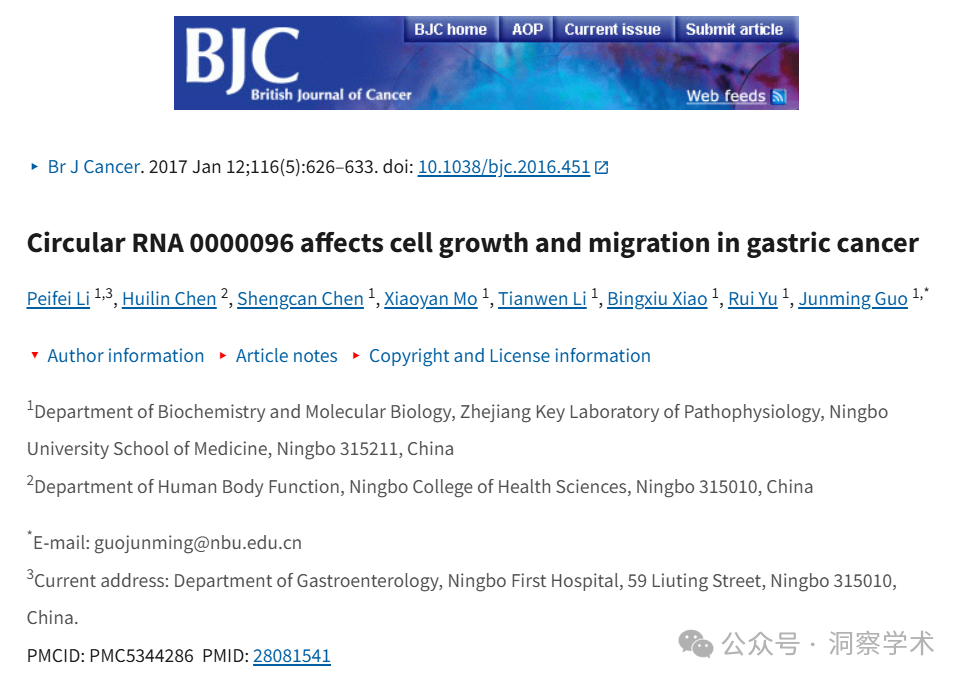 BJC
British Journal of Cancer
BJC home AOP Current issue Submit article
Web feeds
Br J Cancer. 2017 Jan 12;116(5):626–633. doi: 10.1038/bjc.2016.451
Circular RNA 0000096 affects cell growth and migration in gastric cancer
Peifei Li 1,3, Huilin Chen 2, Shengcan Chen 1, Xiaoyan Mo 1, Tianwen Li 1, Bingxiu Xiao 1, Rui Yu 1, Junming Guo 1,*
Author information Article notes Copyright and License information
1Department of Biochemistry and Molecular Biology, Zhejiang Key Laboratory of Pathophysiology, Ningbo
University School of Medicine, Ningbo 315211, China
2Department of Human Body Function, Ningbo College of Health Sciences, Ningbo 315010, China
*E-mail: guojunming@nbu.edu.cn
3Current address: Department of Gastroenterology, Ningbo First Hospital, 59 Liuting Street, Ningbo 315010,
China.
PMCID: PMC5344286 PMID: 28081541
公众号 · 洞察学术